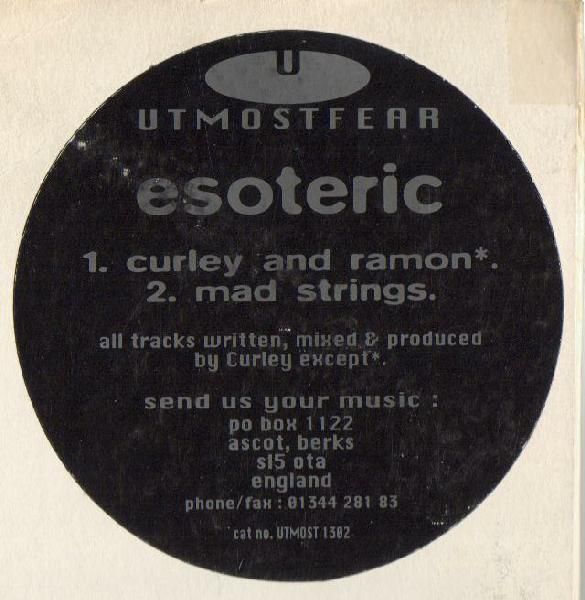 U
UTMOSTFEAR
esoteric
1. curley and ramon*.
2. mad strings.
all tracks written, mixed & produced
by Curley except*.
send us your music :
po box 1122
ascot, berks
sl5 ota
england
phone/fax : 01344 281 83
cat no. UTMOST 1302